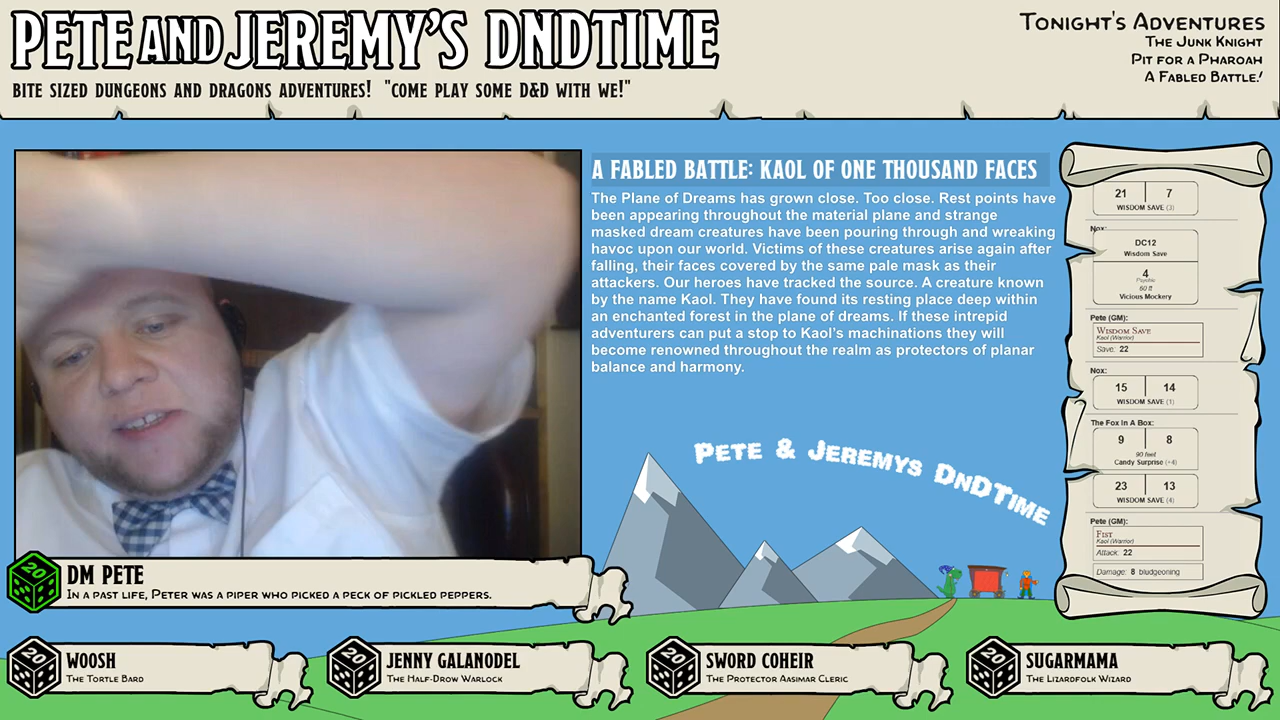 PETE AND JEREMY'S DNDTIME
BITE SIZED DUNGEONS AND DRAGONS ADVENTURES! "COME PLAY SOME D&D WITH WE!"
TONIGHT'S ADVENTURES
THE JUNK KNIGHT
PIT FOR A PHAROAH
A FABLED BATTLE!
A FABLED BATTLE: KAOL OF ONE THOUSAND FACES
The Plane of Dreams has grown close. Too close. Rest points have
been appearing throughout the material plane and strange
masked dream creatures have been pouring through and wreaking
havoc upon our world. Victims of these creatures arise again after
falling, their faces covered by the same pale mask as their
attackers. Our heroes have tracked the source. A creature known
by the name Kaol. They have found its resting place deep within
an enchanted forest in the plane of dreams. If these intrepid
adventurers can put a stop to Kaol's machinations they will
become renowned throughout the realm as protectors of planar
balance and harmony.
PETE & JEREMYS DNDTIME
21 7
WISDOM SAVE (3)
Nox:
DC12
Wisdom Save
4
Psychic
60 ft
Vicious Mockery
Pete (GM):
WISDOM SAVE
Kaol (Warrior)
Save: 22
Nox:
15 14
WISDOM SAVE (1)
The Fox In A Box:
9 8
90 feet
Candy Surprise (+4)
23 13
WISDOM SAVE (4)
Pete (GM):
FIST
Kaol (Warrior)
Attack: 22
Damage: 8 bludgeoning
20
DM PETE
IN A PAST LIFE, PETER WAS A PIPER WHO PICKED A PECK OF PICKLED PEPPERS.
20
WOOSH
THE TORTLE BARD
20
JENNY GALANODEL
THE HALF-DROW WARLOCK
20
SWORD COHEIR
THE PROTECTOR AASIMAR CLERIC
20
SUGARMAMA
THE LIZARDFOLK WIZARD